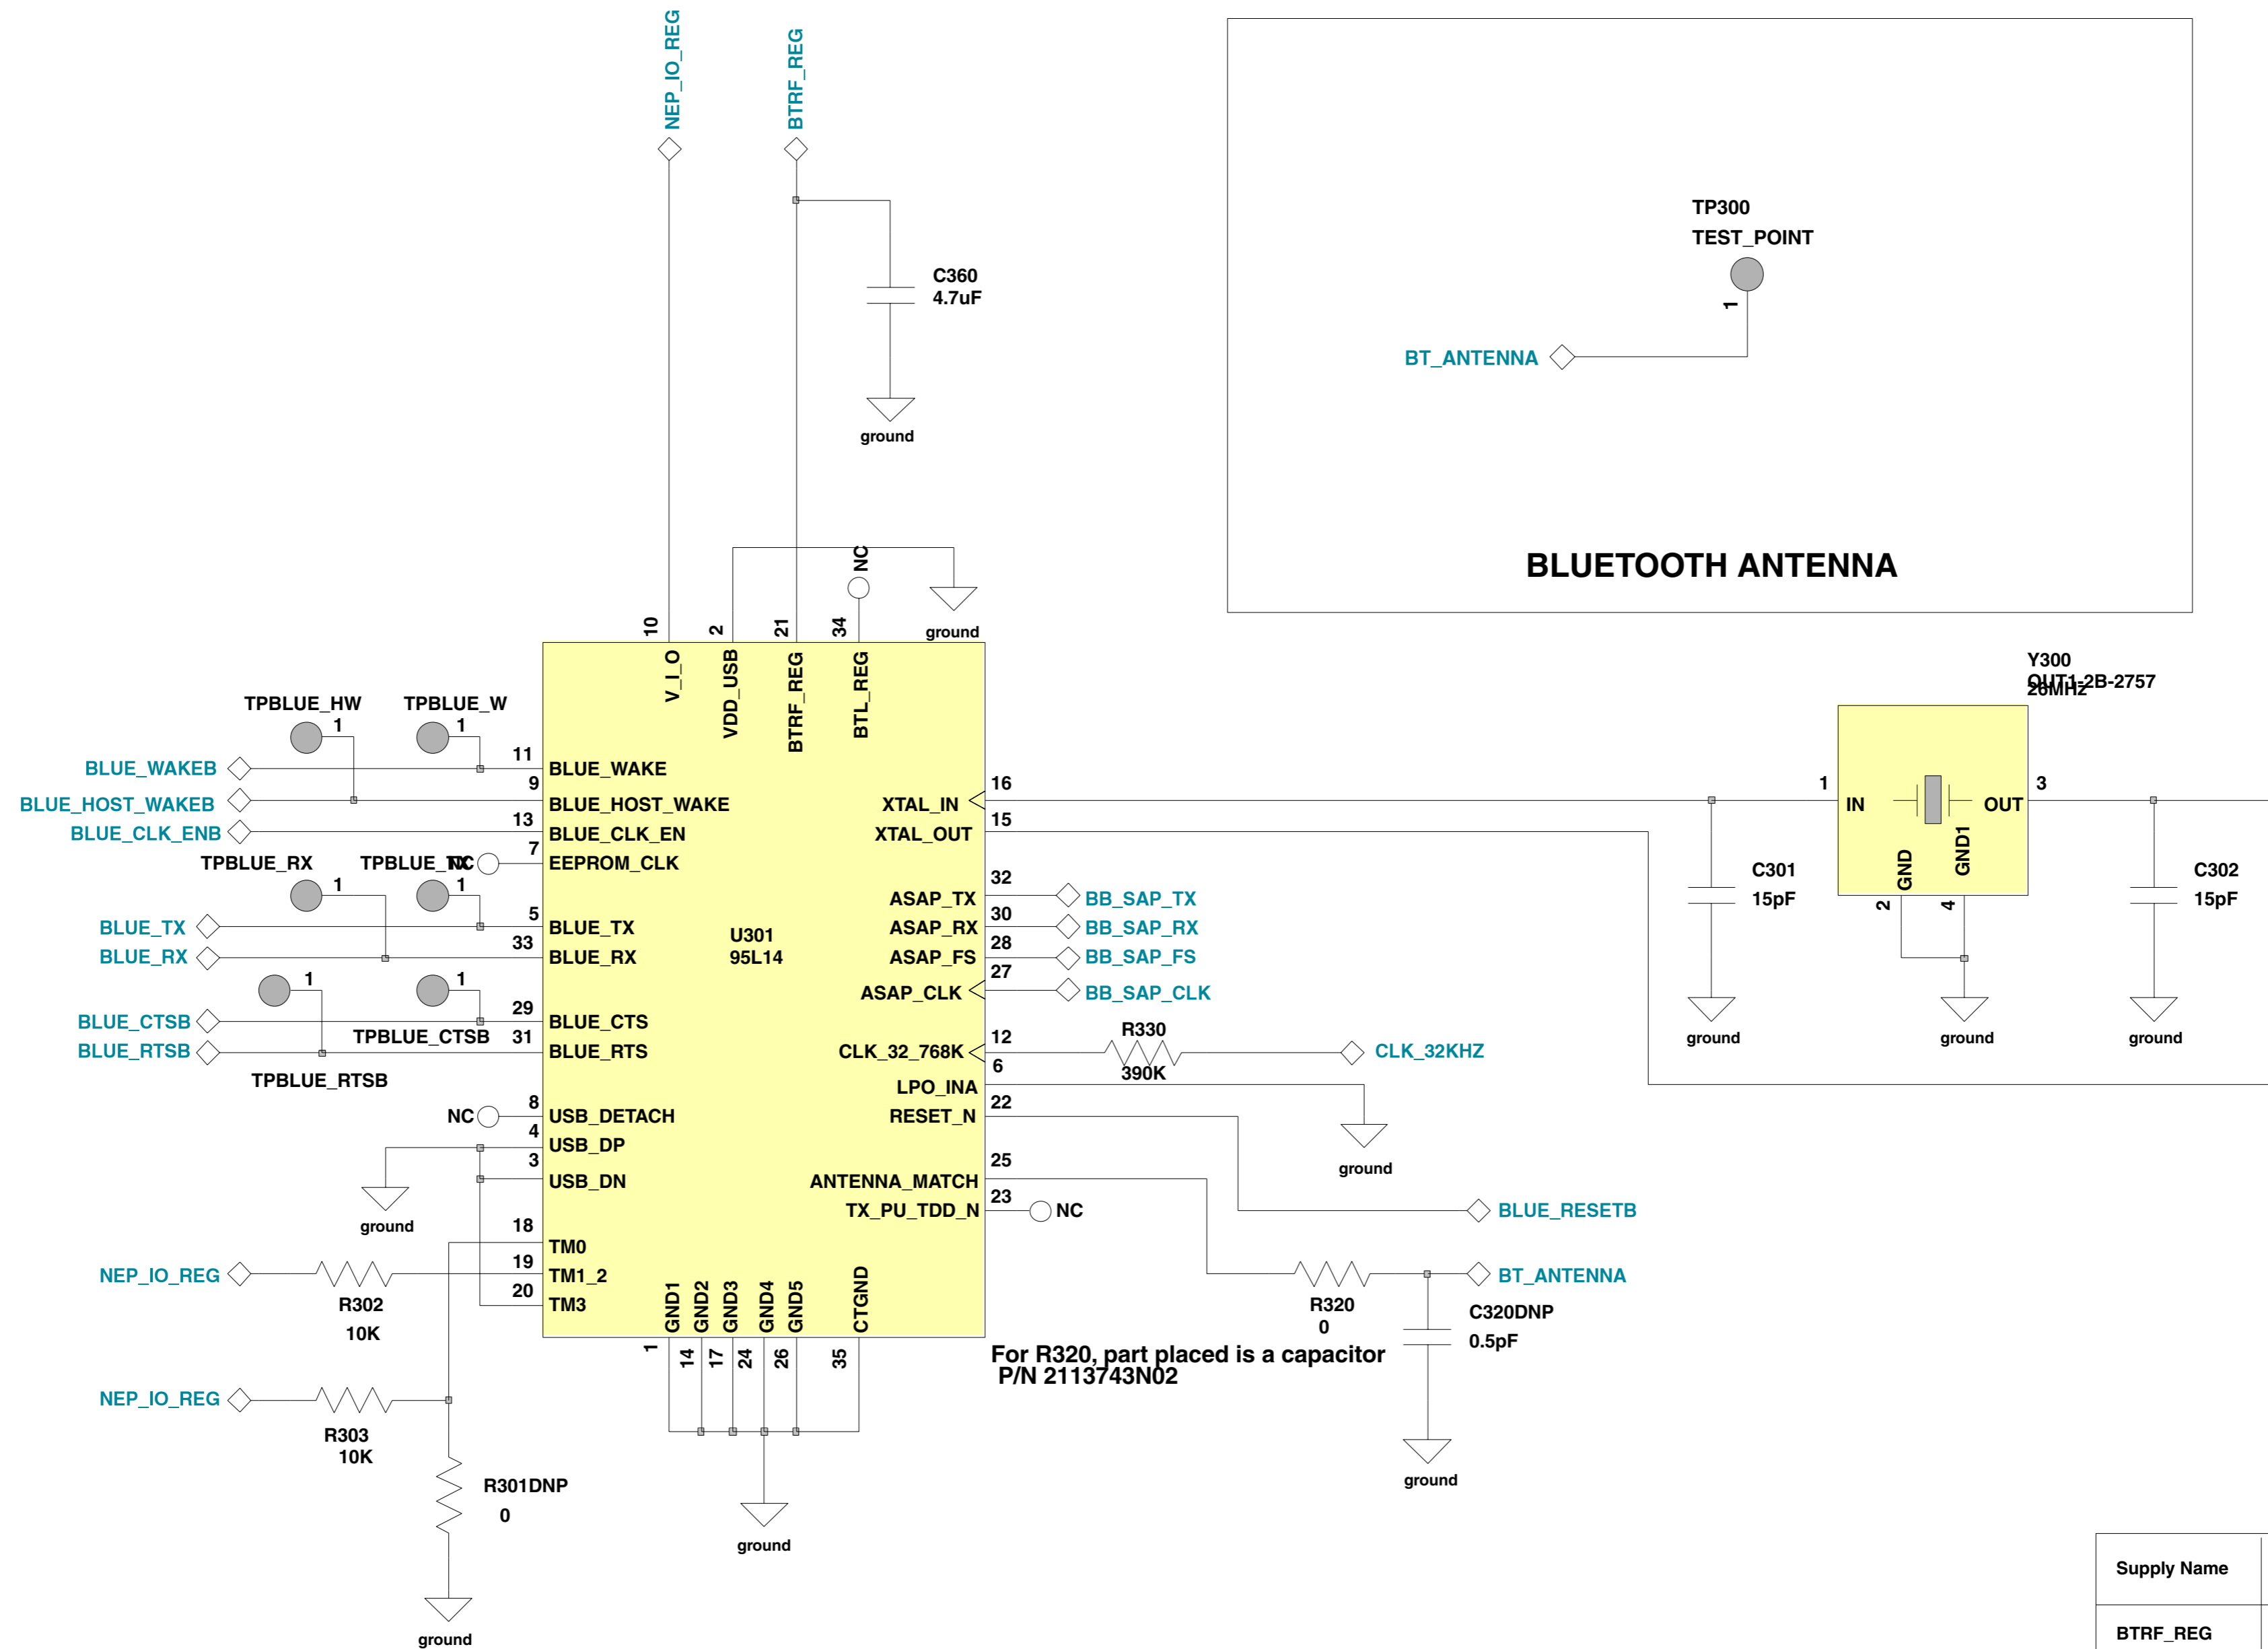 NEP_IO_REG
BTRF_REG
TP300
TEST_POINT
1
BT_ANTENNA
BLUETOOTH ANTENNA
C360
4.7uF
ground
NC
ground
10
2
21
34
V_I_O
VDD_USB
BTRF_REG
BTL_REG
Y300
OUT1-2B-2757
26MHz
1
IN
OUT
3
GND
GND1
2
4
C301
15pF
C302
15pF
ground
ground
ground
TPBLUE_HW
1
TPBLUE_W
1
BLUE_WAKEB
11
BLUE_WAKE
BLUE_HOST_WAKEB
9
BLUE_HOST_WAKE
BLUE_CLK_ENB
13
BLUE_CLK_EN
TPBLUE_RX
1
TPBLUE_TX
1
NC
7
EEPROM_CLK
BLUE_TX
5
BLUE_TX
BLUE_RX
33
BLUE_RX
U301
95L14
1
1
BLUE_CTSB
29
BLUE_CTS
TPBLUE_CTSB
BLUE_RTSB
31
BLUE_RTS
TPBLUE_RTSB
NC
8
USB_DETACH
4
USB_DP
3
USB_DN
ground
18
TM0
NEP_IO_REG
19
TM1_2
20
TM3
R302
10K
NEP_IO_REG
R303
10K
R301DNP
0
ground
16
XTAL_IN
15
XTAL_OUT
32
ASAP_TX
BB_SAP_TX
30
ASAP_RX
BB_SAP_RX
28
ASAP_FS
BB_SAP_FS
27
ASAP_CLK
BB_SAP_CLK
12
CLK_32_768K
R330
390K
CLK_32KHZ
6
LPO_INA
ground
22
RESET_N
25
ANTENNA_MATCH
23
TX_PU_TDD_N
NC
BLUE_RESETB
BT_ANTENNA
R320
0
C320DNP
0.5pF
ground
GND1
GND2
GND3
GND4
GND5
CTGND
1
14
17
24
26
35
ground
For R320, part placed is a capacitor
P/N 2113743N02
Supply Name
BTRF_REG